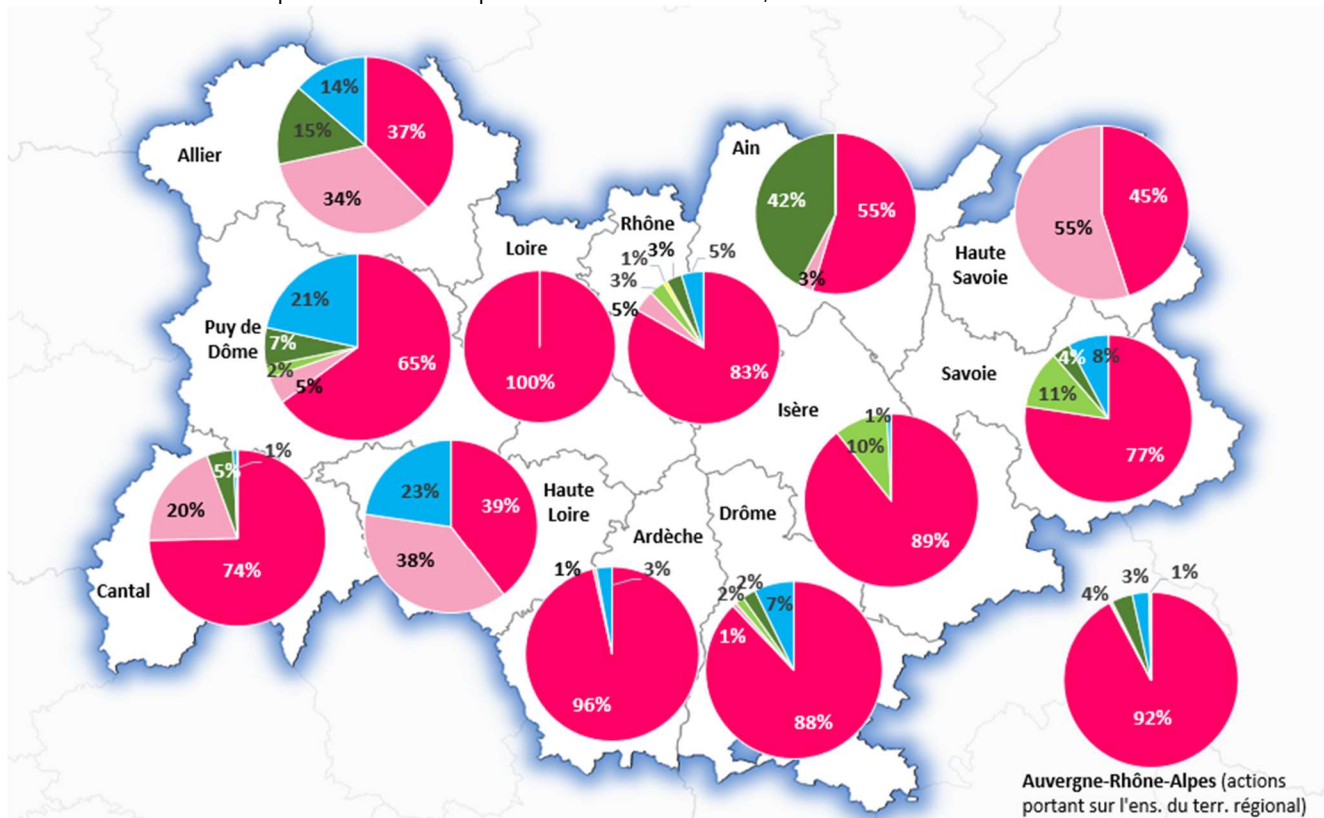 14%
37%
15%
Allier
34%
Ain
42%
55%
3%
45%
55%
Haute
Savoie
Rhône
1%
3%
5%
3%
5%
83%
Loire
100%
21%
Puy de
Dôme
7%
2%
5%
65%
Savoie
4%
8%
11%
77%
Isère
1%
10%
89%
1%
5%
20%
74%
Cantal
23%
39%
38%
Haute
Loire
Ardèche
1%
3%
96%
Drôme
2%
2%
7%
1%
88%
4%
3%
1%
92%
Auvergne-Rhône-Alpes (actions
portant sur l'ens. du terr. régional)